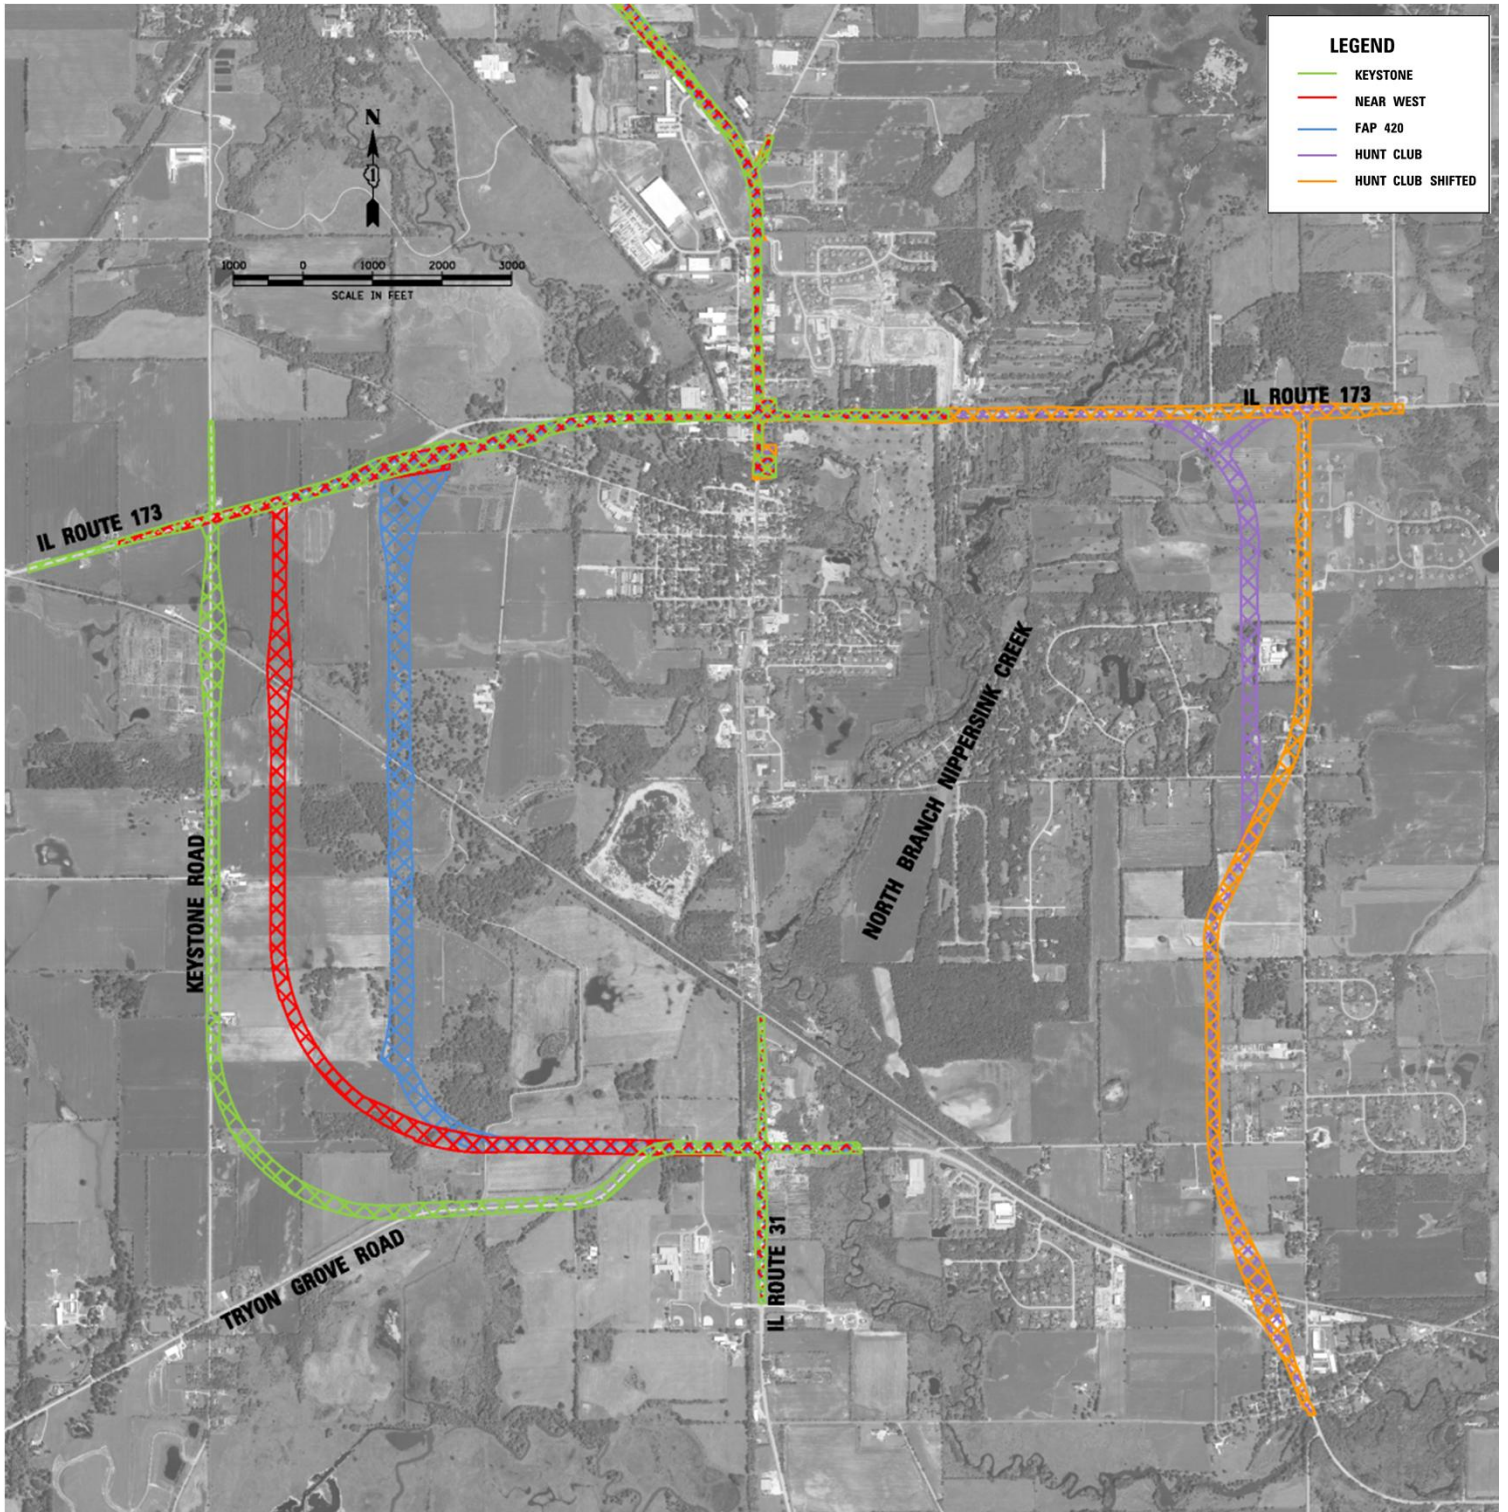 LEGEND
KEYSTONE
NEAR WEST
FAP 420
HUNT CLUB
HUNT CLUB SHIFTED
N
1
1000 0 1000 2000 3000
SCALE IN FEET
IL ROUTE 173
IL ROUTE 173
NORTH BRANCH NIPPERSINK CREEK
KEYSTONE ROAD
TRYON GROVE ROAD
IL ROUTE 31